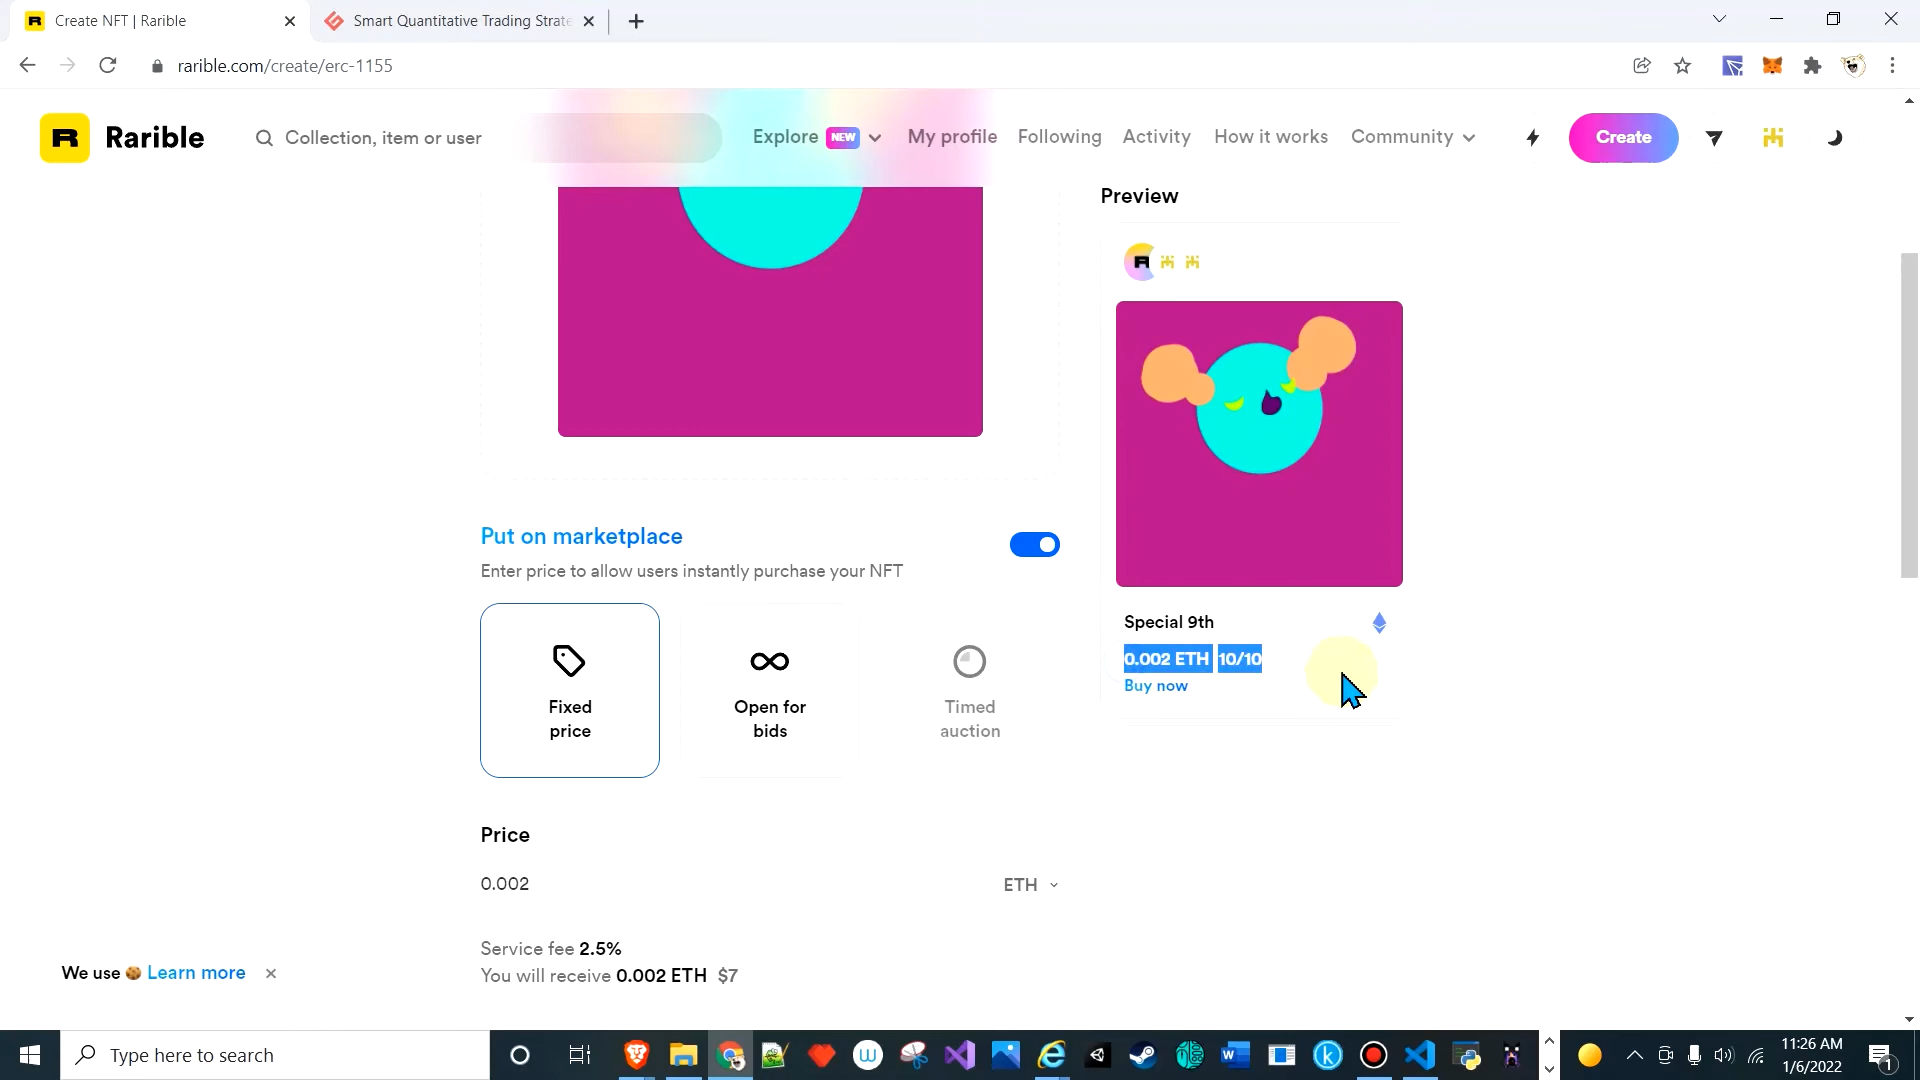 Create NFT | Rarible
Smart Quantitative Trading Strate
rarible.com/create/erc-1155
R Rarible
Collection, item or user
Explore NEW
My profile
Following
Activity
How it works
Community
Create
Preview
R
Put on marketplace
Enter price to allow users instantly purchase your NFT
Fixed
price
Open for
bids
Timed
auction
Special 9th
0.002 ETH 10/10
Buy now
Price
0.002 ETH
Service fee 2.5%
You will receive 0.002 ETH $7
We use 🍪 Learn more
Type here to search
11:26 AM
1/6/2022
1